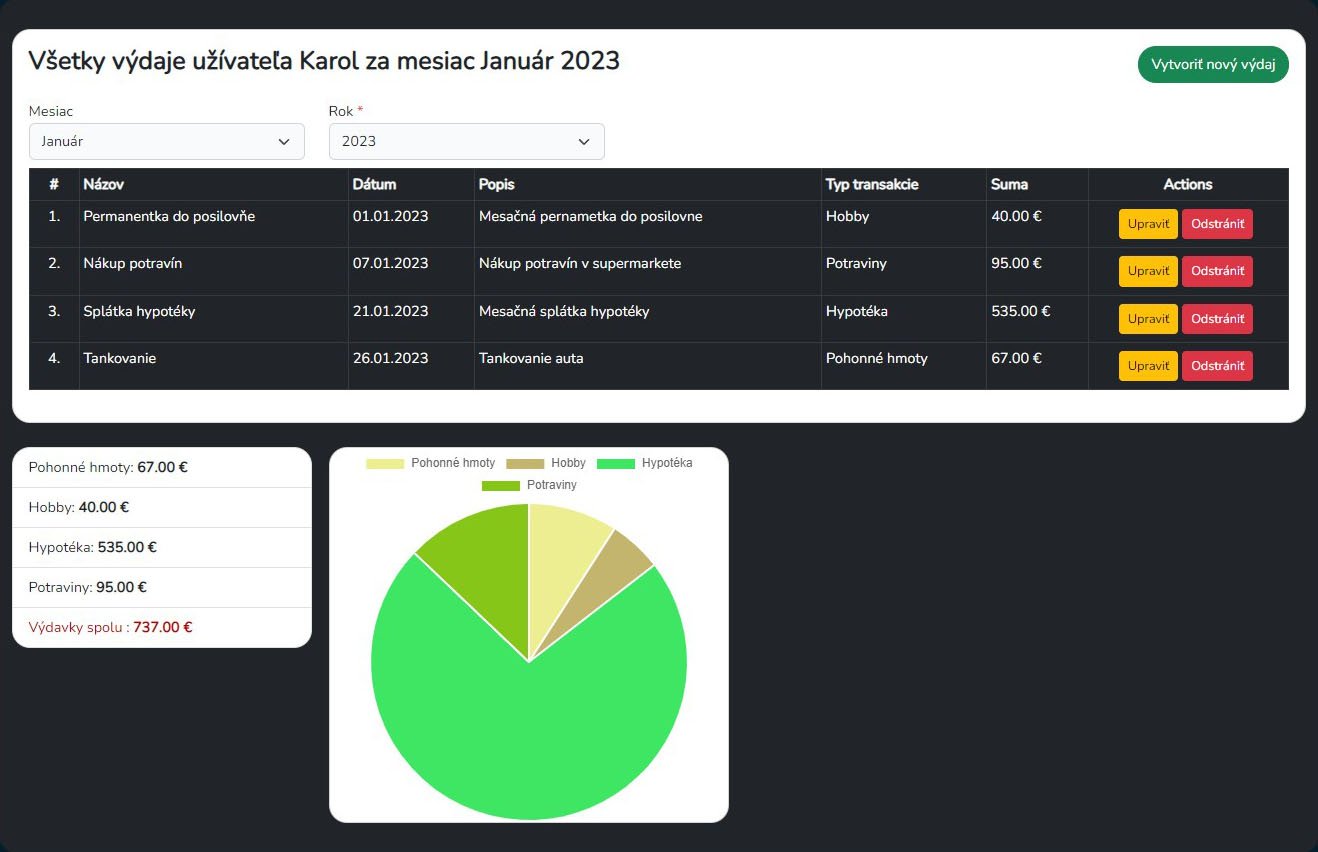 Všetky výdaje užívateľa Karol za mesiac Január 2023
Vytvoriť nový výdaj
Mesiac
Rok *
Január
2023
# Názov Dátum Popis Typ transakcie Suma Actions
1. Permanentka do posilovňe 01.01.2023 Mesačná pernametka do posilovne Hobby 40.00 € Upraviť Odstrániť
2. Nákup potravín 07.01.2023 Nákup potravín v supermarkete Potraviny 95.00 € Upraviť Odstrániť
3. Splátka hypotéky 21.01.2023 Mesačná splátka hypotéky Hypotéka 535.00 € Upraviť Odstrániť
4. Tankovanie 26.01.2023 Tankovanie auta Pohonné hmoty 67.00 € Upraviť Odstrániť
Pohonné hmoty: 67.00 €
Hobby: 40.00 €
Hypotéka: 535.00 €
Potraviny: 95.00 €
Výdavky spolu : 737.00 €
Pohonné hmoty Hobby Hypotéka
Potraviny